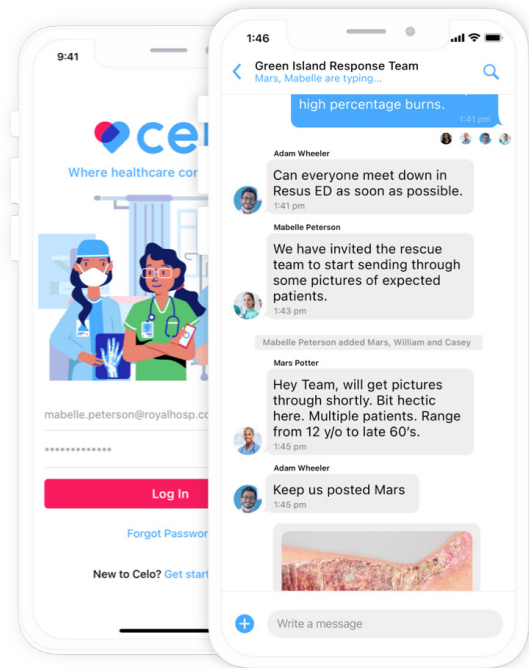 9:41
cel
Where healthcare cor
mabelle.peterson@royalhosp.co
Log In
Forgot Passwor
New to Celo? Get start
1:46
Green Island Response Team
Mars, Mabelle are typing...
high percentage burns.
1:41 pm
Adam Wheeler
Can everyone meet down in
Resus ED as soon as possible.
1:41 pm
Mabelle Peterson
We have invited the rescue
team to start sending through
some pictures of expected
patients.
1:43 pm
Mabelle Peterson added Mars, William and Casey
Mars Potter
Hey Team, will get pictures
through shortly. Bit hectic
here. Multiple patients. Range
from 12 y/o to late 60's.
1:45 pm
Adam Wheeler
Keep us posted Mars
1:45 pm
Write a message